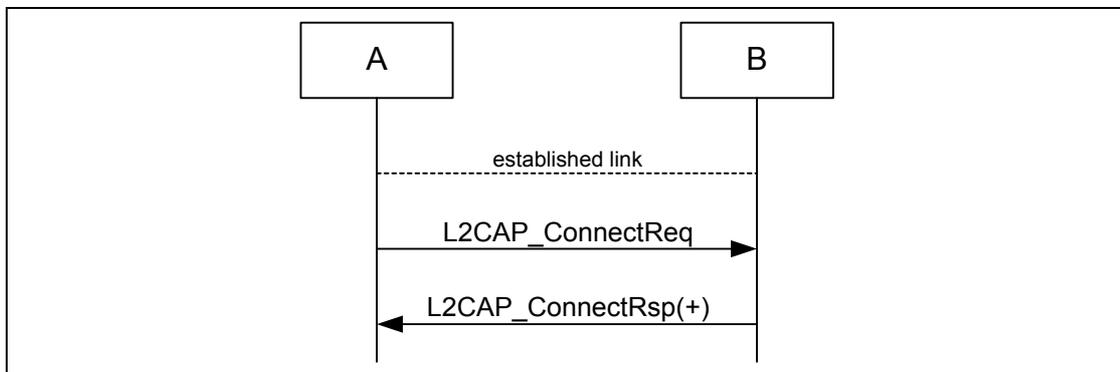 A
B
established link
L2CAP_ConnectReq
L2CAP_ConnectRsp(+)